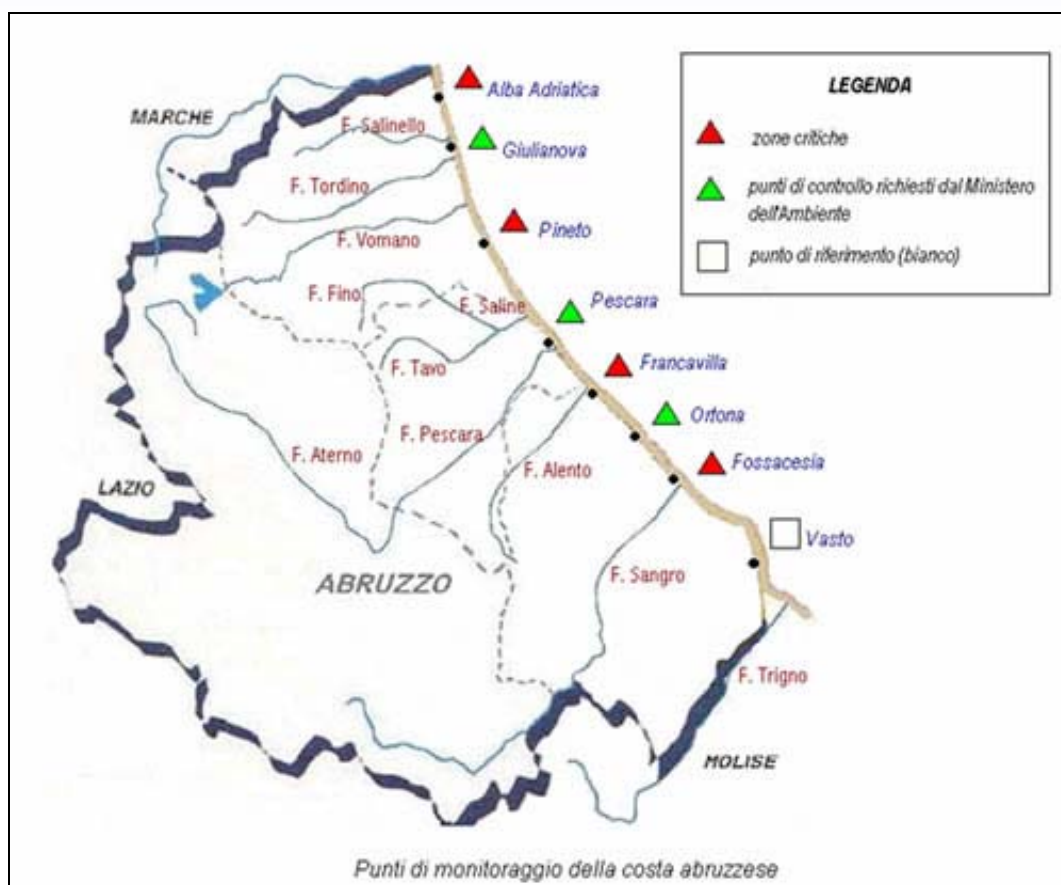 LEGENDA
zone critiche
punti di controllo richiesti dal Ministero
dell'Ambiente
punto di riferimento (bianco)
MARCHE
Alba Adriatica
F. Salinello
Giulianova
F. Tordino
F. Vomano
Pineto
F. Fino
F. Saline
Pescara
F. Tavo
Francavilla
F. Pescara
Ortona
F. Aterno
F. Alento
Fossacesia
LAZIO
Vasto
ABRUZZO
F. Sangro
F. Trigno
MOLISE
Punti di monitoraggio della costa abruzzese